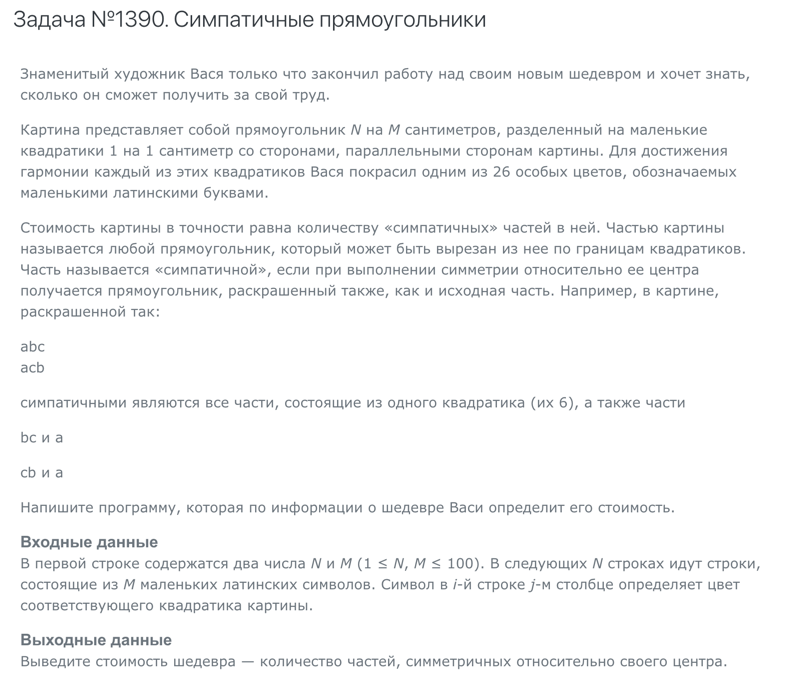 Задача №1390. Симпатичные прямоугольники
Знаменитый художник Вася только что закончил работу над своим новым шедевром и хочет знать,
сколько он сможет получить за свой труд.
Картина представляет собой прямоугольник N на M сантиметров, разделенный на маленькие
квадратики 1 на 1 сантиметр со сторонами, параллельными сторонам картины. Для достижения
гармонии каждый из этих квадратиков Вася покрасил одним из 26 особых цветов, обозначаемых
маленькими латинскими буквами.
Стоимость картины в точности равна количеству «симпатичных» частей в ней. Частью картины
называется любой прямоугольник, который может быть вырезан из нее по границам квадратиков.
Часть называется «симпатичной», если при выполнении симметрии относительно ее центра
получается прямоугольник, раскрашенный также, как и исходная часть. Например, в картине,
раскрашенной так:
abc
acb
симпатичными являются все части, состоящие из одного квадратика (их 6), а также части
bc и a
cb и a
Напишите программу, которая по информации о шедевре Васи определит его стоимость.
Входные данные
В первой строке содержатся два числа N и M (1 ≤ N, M ≤ 100). В следующих N строках идут строки,
состоящие из M маленьких латинских символов. Символ в i-й строке j-м столбце определяет цвет
соответствующего квадратика картины.
Выходные данные
Выведите стоимость шедевра — количество частей, симметричных относительно своего центра.